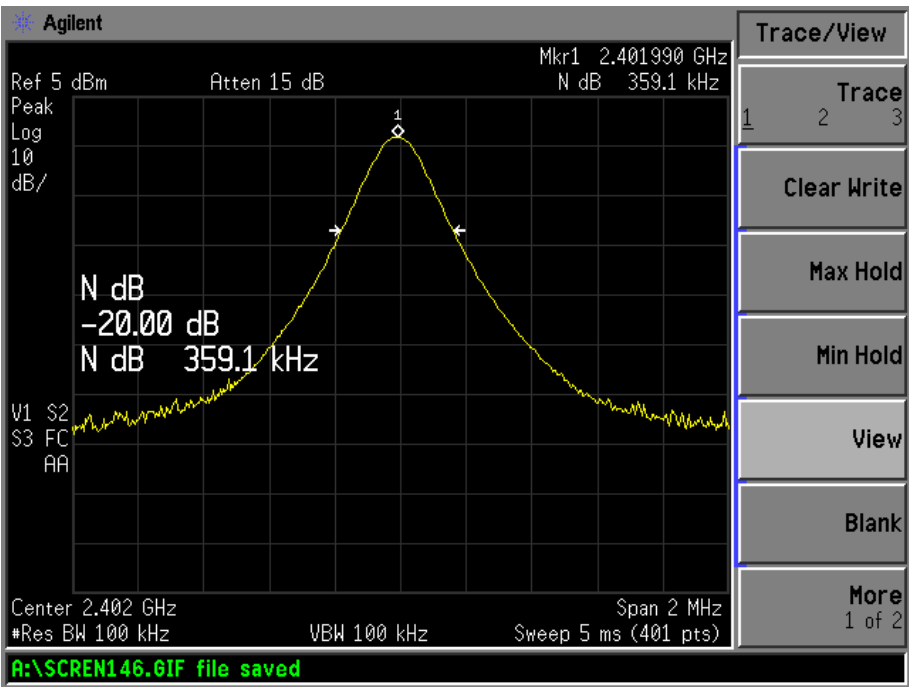 Agilent
Trace/View
Mkr1 2.401990 GHz
Ref 5 dBm Atten 15 dB N dB 359.1 kHz
Peak
Log
10
dB/
1
N dB
-20.00 dB
N dB 359.1 kHz
V1 S2
S3 FC
AA
Center 2.402 GHz Span 2 MHz
#Res BW 100 kHz VBW 100 kHz Sweep 5 ms (401 pts)
A:\SCREN146.GIF file saved
Trace
1 2 3
Clear Write
Max Hold
Min Hold
View
Blank
More
1 of 2